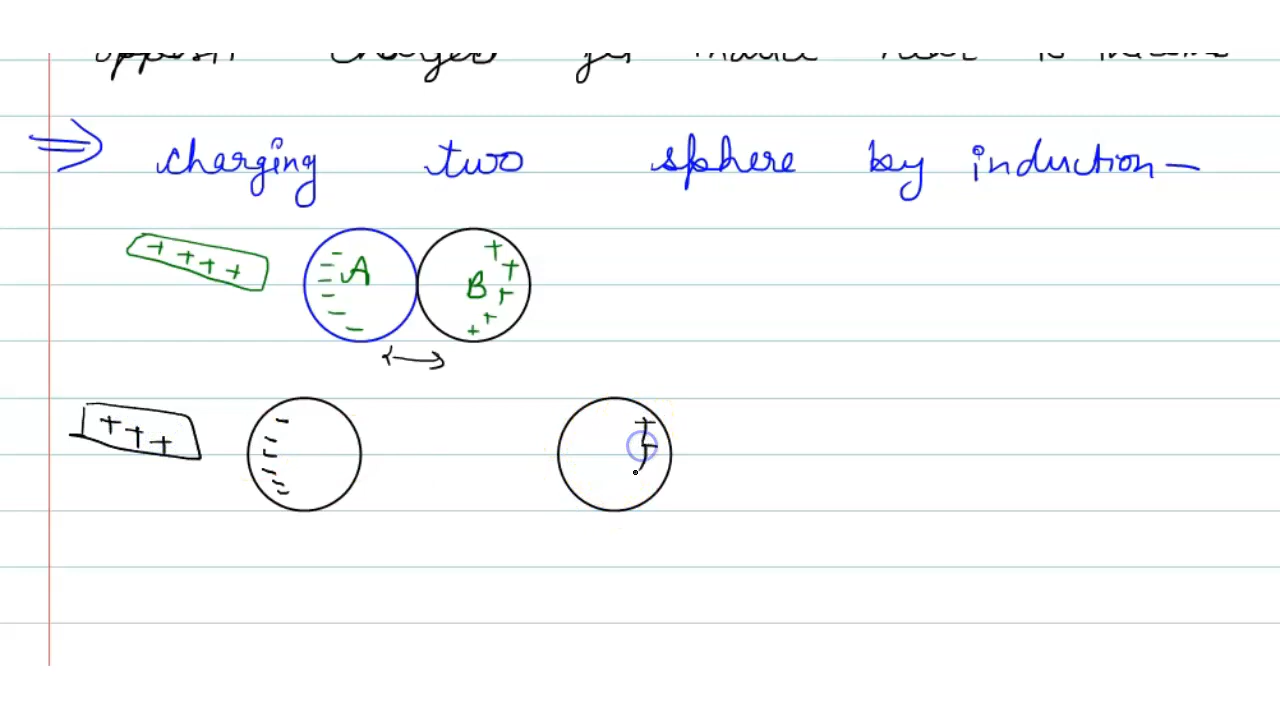 charging two sphere by induction-
+ + + + - - - - - - A B + + + + +
+ + + - - - - - - + +